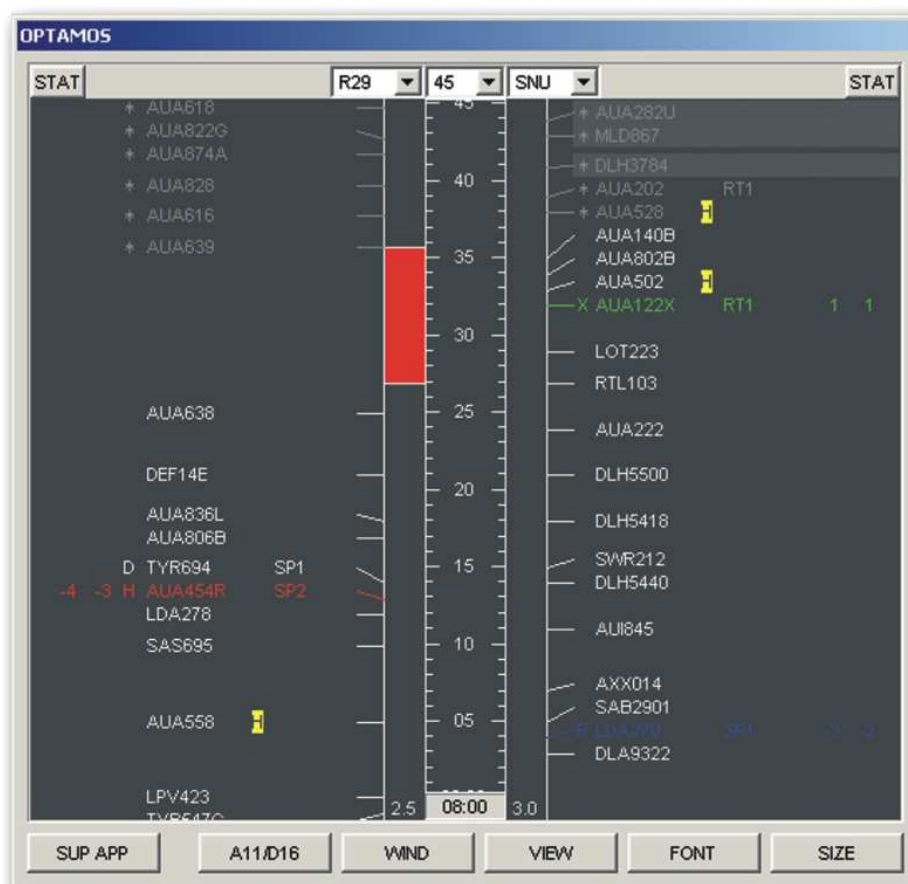 OPTAMOS
STAT R29 45 SNU STAT
* AUA618 45 * AUA282U
* AUA822G * MLD867
* AUA874A * DLH3784
* AUA828 40 * AUA202 RT1
* AUA616 * AUA528 H
AUA140B
* AUA639 35 AUA802B
AUA502 H
X AUA122X RT1 1 1
30 LOT223
RTL103
AUA638 25 AUA222
DEF14E 20 DLH5500
AUA836L DLH5418
AUA806B SWR212
D TYR694 SP1 15
-4 -3 H AUA454R SP2 DLH5440
LDA278 AUI845
SAS695 10
AXX014
SAB2901
AUA558 H 05 R LDA770 SP1
DLA9322
LPV423 2.5 08:00 3.0
TYR547G
SUP APP A11/D16 WIND VIEW FONT SIZE